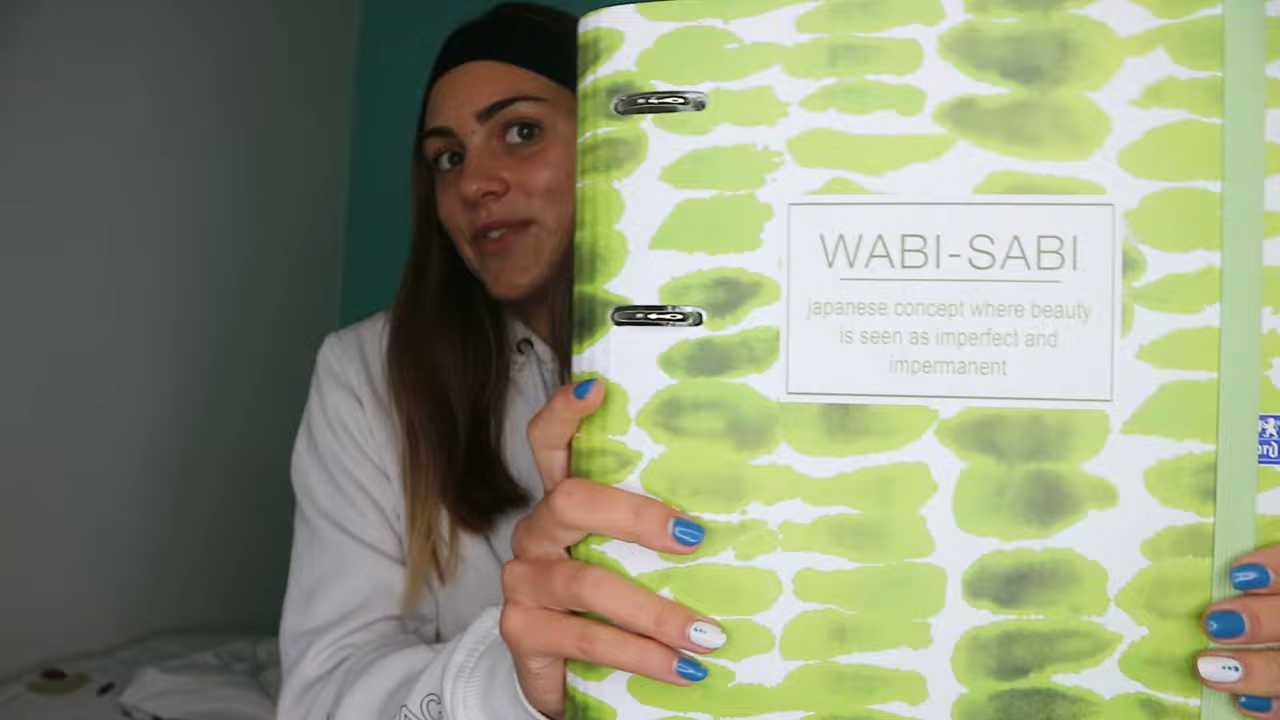 WABI-SABI
japanese concept where beauty
is seen as imperfect and
impermanent